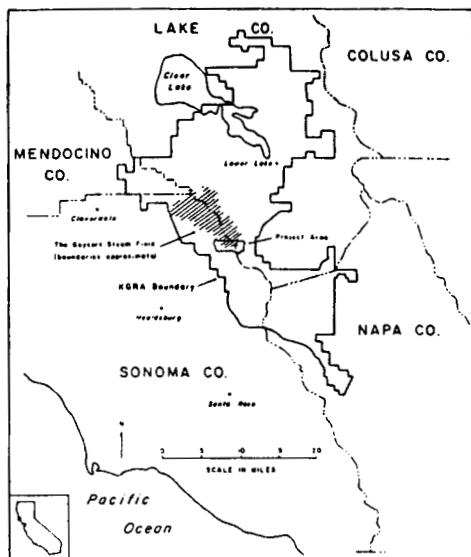 LAKE CO.
COLUSA CO.
Clear
Lake
MENDOCINO
CO.
Lower Lake
Cloverdale
The Geysers Steam Field
(boundaries approximate)
Project Area
KGRA Boundary
Healdsburg
NAPA CO.
SONOMA CO.
Santa Rosa
N
0 5 10 15 20
SCALE IN MILES
Pacific
Ocean